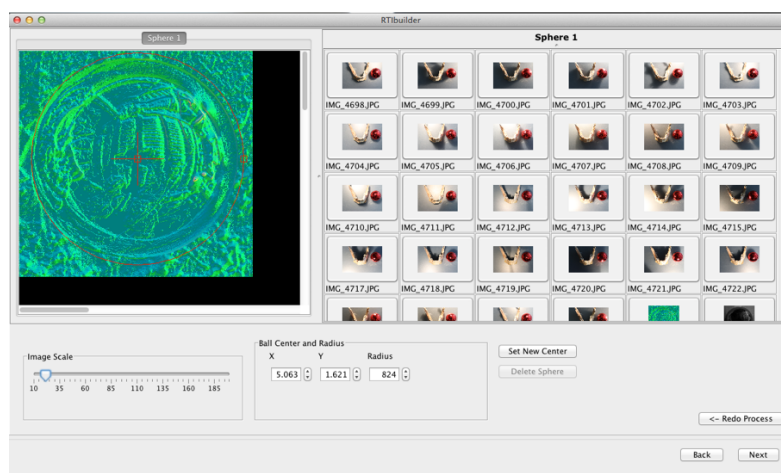 RTIbuilder
Sphere 1
Sphere 1
IMG_4698.JPG IMG_4699.JPG IMG_4700.JPG IMG_4701.JPG IMG_4702.JPG IMG_4703.JPG
IMG_4704.JPG IMG_4705.JPG IMG_4706.JPG IMG_4707.JPG IMG_4708.JPG IMG_4709.JPG
IMG_4710.JPG IMG_4711.JPG IMG_4712.JPG IMG_4713.JPG IMG_4714.JPG IMG_4715.JPG
IMG_4717.JPG IMG_4718.JPG IMG_4719.JPG IMG_4720.JPG IMG_4721.JPG IMG_4722.JPG
Image Scale
10 35 60 85 110 135 160 185
Ball Center and Radius
X Y Radius
5.063 1.621 824
Set New Center
Delete Sphere
<- Redo Process
Back Next